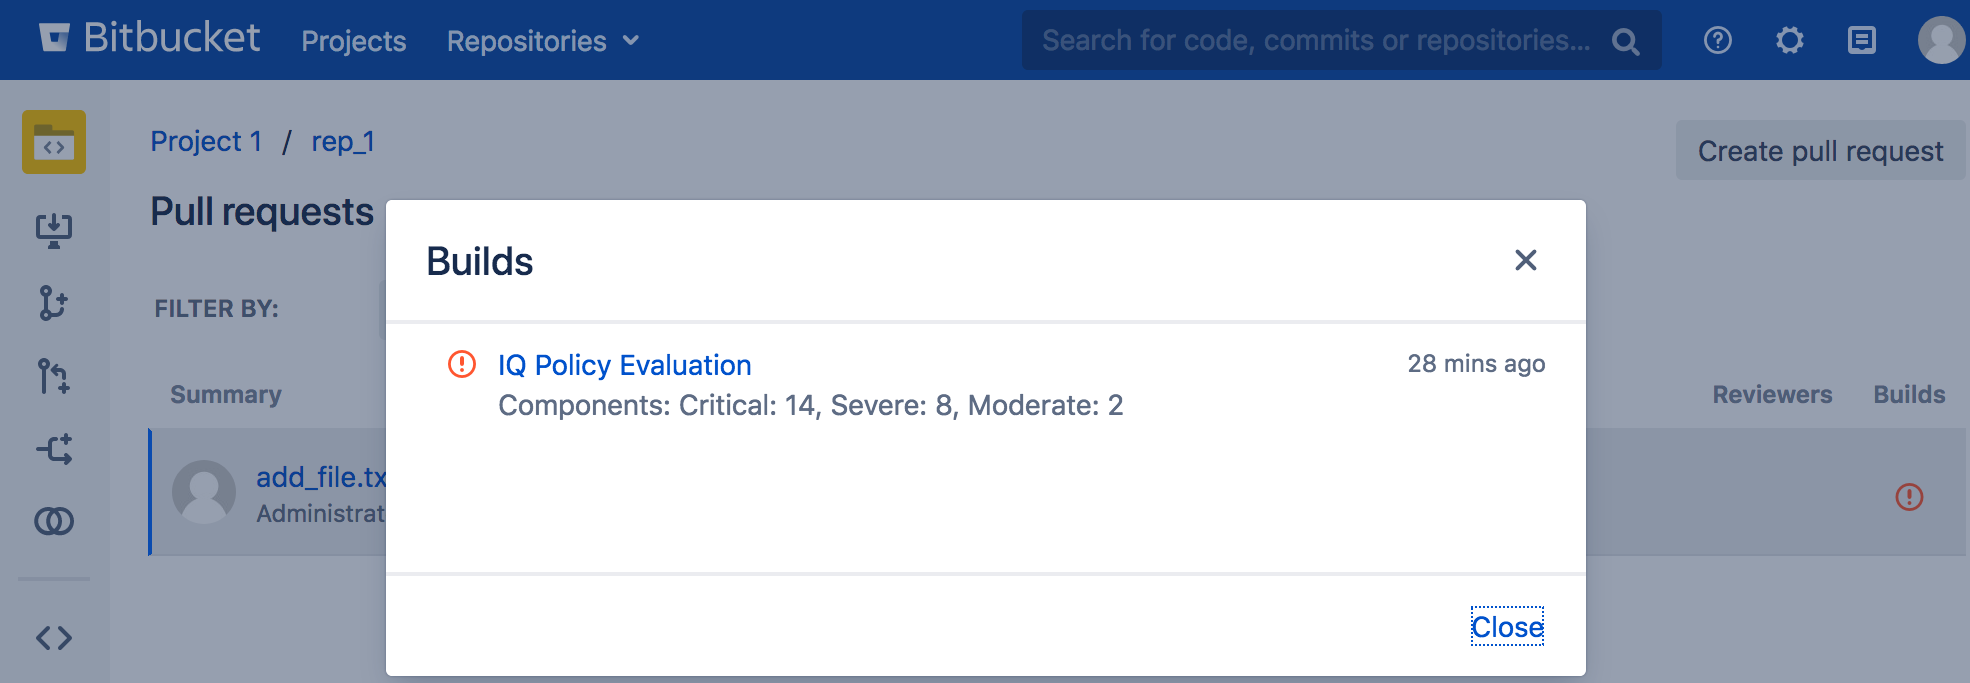 Bitbucket Projects Repositories Search for code, commits or repositories...
Project 1 / rep_1
Create pull request
Pull requests
Builds
FILTER BY:
IQ Policy Evaluation 28 mins ago
Components: Critical: 14, Severe: 8, Moderate: 2
Summary Reviewers Builds
add_file.tx
Administrat
Close